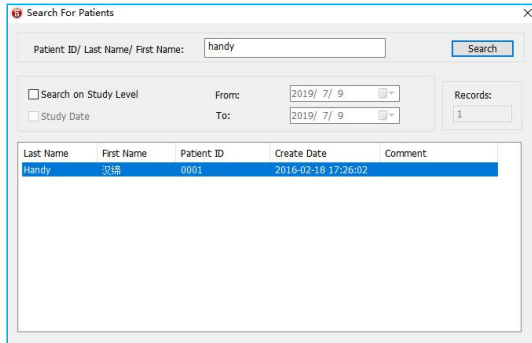 Search For Patients
Patient ID/ Last Name/ First Name: handy Search
Search on Study Level From: 2019/ 7/ 9 Records:
Study Date To: 2019/ 7/ 9 1
Last Name First Name Patient ID Create Date Comment
Handy 汉缔 0001 2016-02-18 17:26:02